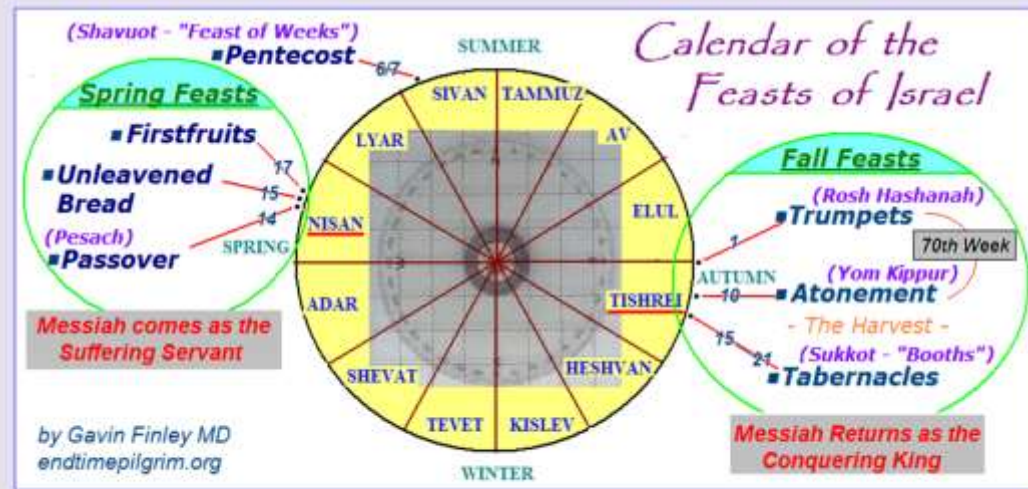 Calendar of the
Feasts of Israel
(Shavuot - "Feast of Weeks")
Pentecost
6/7
Spring Feasts
Firstfruits
17
Unleavened
Bread
15
14
(Pesach)
Passover
Messiah comes as the
Suffering Servant
by Gavin Finley MD
endtimepilgrim.org
SUMMER
SIVAN
TAMMUZ
LYAR
AV
NISAN
ELUL
SPRING
AUTUMN
ADAR
TISHREI
SHEVAT
HESHVAN
TEVET
KISLEV
WINTER
Fall Feasts
(Rosh Hashanah)
Trumpets
1
70th Week
(Yom Kippur)
Atonement
10
- The Harvest -
(Sukkot - "Booths")
15
21
Tabernacles
Messiah Returns as the
Conquering King